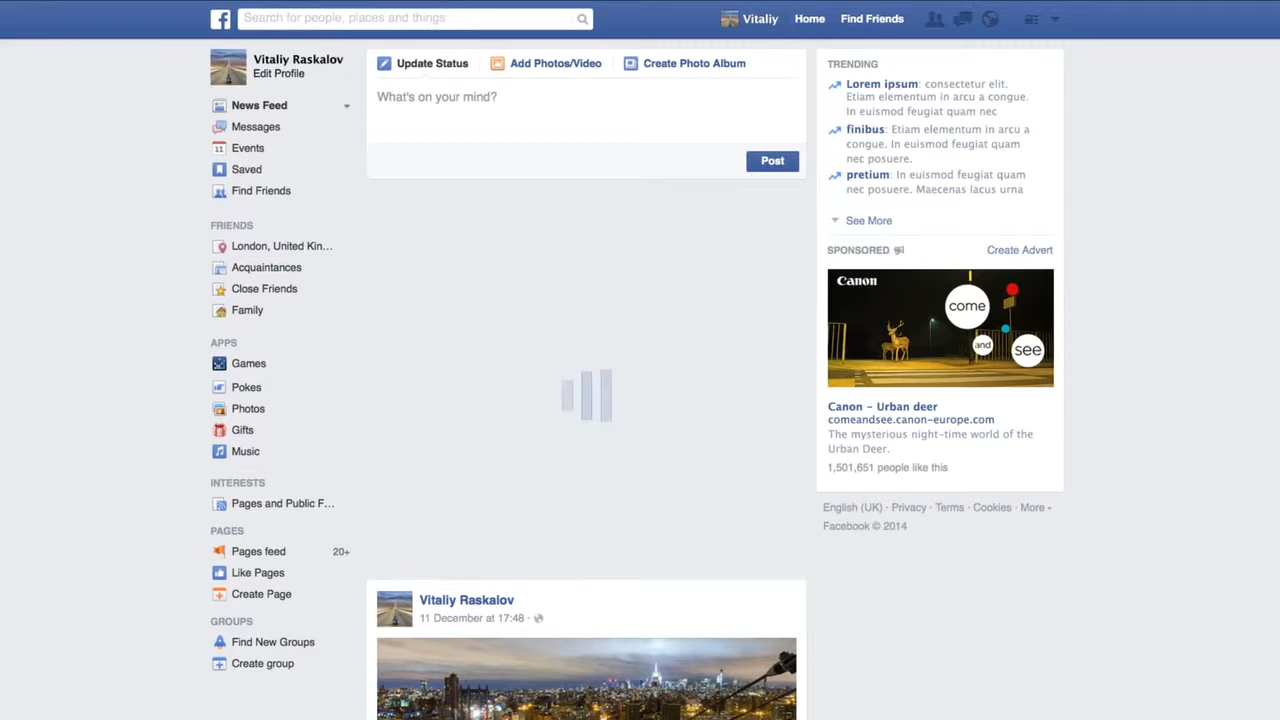 f
Search for people, places and things
Vitaliy
Home
Find Friends
Vitaliy Raskalov
Edit Profile
News Feed
Messages
11
Events
Saved
Find Friends
FRIENDS
London, United Kin...
Acquaintances
Close Friends
Family
APPS
Games
Pokes
Photos
Gifts
Music
INTERESTS
Pages and Public F...
PAGES
Pages feed 20+
Like Pages
Create Page
GROUPS
Find New Groups
Create group
Update Status
Add Photos/Video
Create Photo Album
What's on your mind?
Post
Vitaliy Raskalov
11 December at 17:48 ·
TRENDING
Lorem ipsum: consectetur elit.
Etiam elementum in arcu a congue.
In euismod feugiat quam nec
finibus: Etiam elementum in arcu a
congue. In euismod feugiat quam
nec posuere.
pretium: In euismod feugiat quam
nec posuere. Maecenas lacus urna
See More
SPONSORED
Create Advert
Canon
come
and
see
Canon – Urban deer
comeandsee.canon-europe.com
The mysterious night-time world of the
Urban Deer.
1,501,651 people like this
English (UK) · Privacy · Terms · Cookies · More
Facebook © 2014